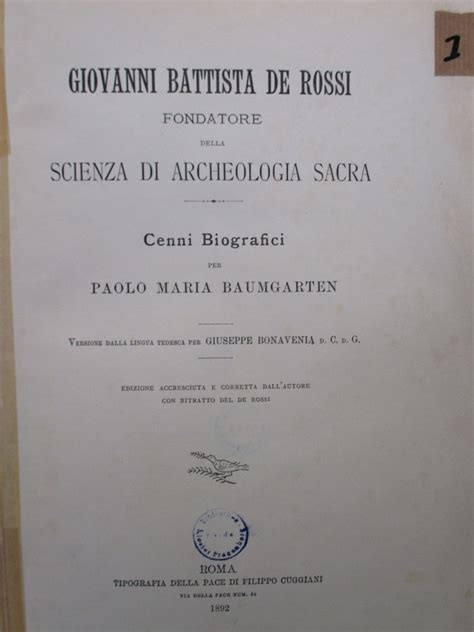 1
GIOVANNI BATTISTA DE ROSSI
FONDATORE
DELLA
SCIENZA DI ARCHEOLOGIA SACRA
Cenni Biografici
PER
PAOLO MARIA BAUMGARTEN
VERSIONE DALLA LINGUA TEDESCA PER GIUSEPPE BONAVENIA D. C. D. G.
EDIZIONE ACCRESCIUTA E CORRETTA DALL'AUTORE
CON RITRATTO DEL DE ROSSI
ROMA
TIPOGRAFIA DELLA PACE DI FILIPPO CUGGIANI
VIA DELLA PACE NUM. 35
1892